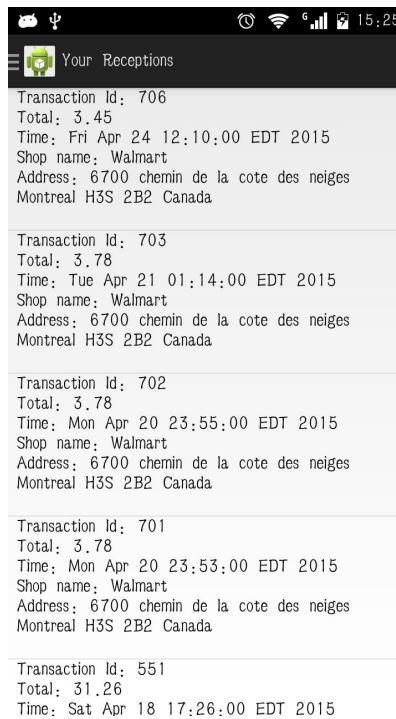 G 15:25
Your Receptions
Transaction Id: 706
Total: 3.45
Time: Fri Apr 24 12:10:00 EDT 2015
Shop name: Walmart
Address: 6700 chemin de la cote des neiges
Montreal H3S 2B2 Canada
Transaction Id: 703
Total: 3.78
Time: Tue Apr 21 01:14:00 EDT 2015
Shop name: Walmart
Address: 6700 chemin de la cote des neiges
Montreal H3S 2B2 Canada
Transaction Id: 702
Total: 3.78
Time: Mon Apr 20 23:55:00 EDT 2015
Shop name: Walmart
Address: 6700 chemin de la cote des neiges
Montreal H3S 2B2 Canada
Transaction Id: 701
Total: 3.78
Time: Mon Apr 20 23:53:00 EDT 2015
Shop name: Walmart
Address: 6700 chemin de la cote des neiges
Montreal H3S 2B2 Canada
Transaction Id: 551
Total: 31.26
Time: Sat Apr 18 17:26:00 EDT 2015